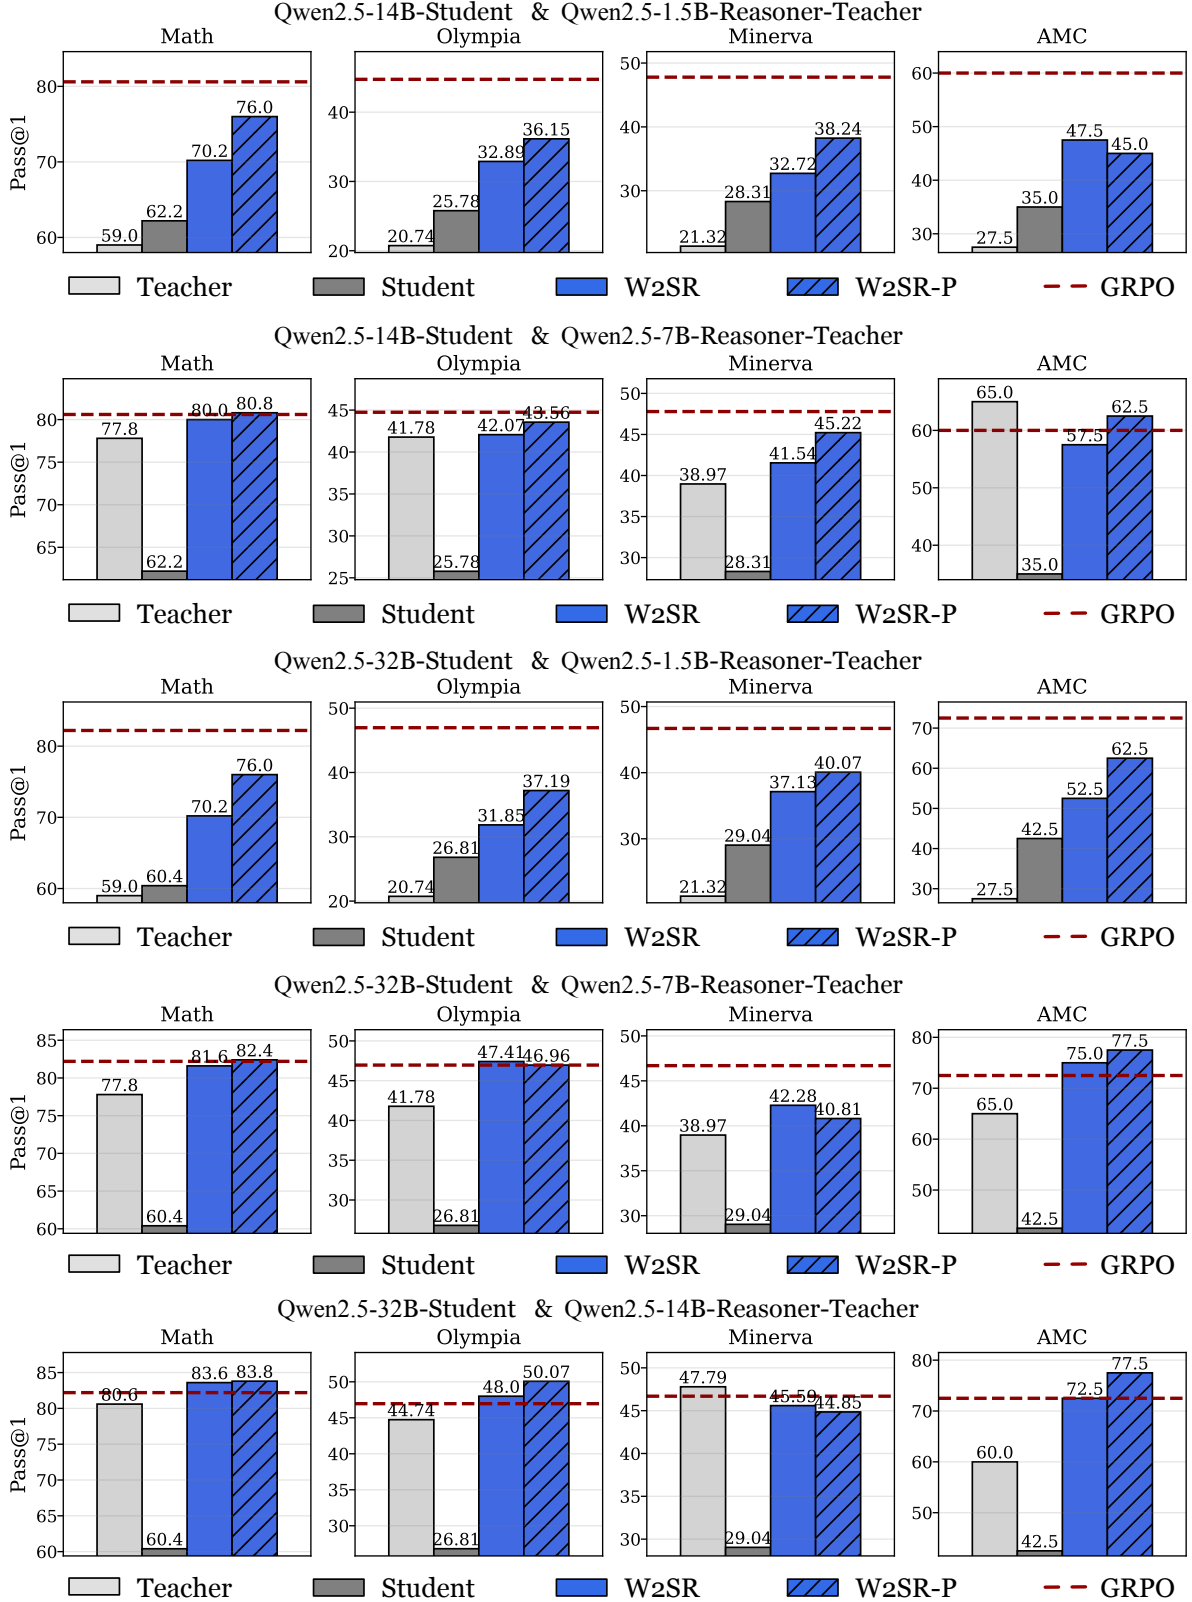 Qwen2.5-14B-Student & Qwen2.5-1.5B-Reasoner-Teacher
Math Olympia Minerva AMC
Pass@1
80
70
60
59.0 62.2 70.2 76.0
40
30
20
20.74 25.78 32.89 36.15
50
40
30
21.32 28.31 32.72 38.24
60
50
40
30
27.5 35.0 47.5 45.0
Teacher Student W2SR W2SR-P GRPO
Qwen2.5-14B-Student & Qwen2.5-7B-Reasoner-Teacher
Math Olympia Minerva AMC
Pass@1
80
75
70
65
77.8 62.2 80.0 80.8
45
40
35
30
25
41.78 25.78 42.07 43.56
50
45
40
35
30
38.97 28.31 41.54 45.22
60
50
40
65.0 35.0 57.5 62.5
Teacher Student W2SR W2SR-P GRPO
Qwen2.5-32B-Student & Qwen2.5-1.5B-Reasoner-Teacher
Math Olympia Minerva AMC
Pass@1
80
70
60
59.0 60.4 70.2 76.0
50
40
30
20
20.74 26.81 31.85 37.19
50
40
30
21.32 29.04 37.13 40.07
70
60
50
40
30
27.5 42.5 52.5 62.5
Teacher Student W2SR W2SR-P GRPO
Qwen2.5-32B-Student & Qwen2.5-7B-Reasoner-Teacher
Math Olympia Minerva AMC
Pass@1
85
80
75
70
65
60
77.8 60.4 81.6 82.4
50
45
40
35
30
41.78 26.81 47.41 46.96
50
45
40
35
30
38.97 29.04 42.28 40.81
80
70
60
50
65.0 42.5 75.0 77.5
Teacher Student W2SR W2SR-P GRPO
Qwen2.5-32B-Student & Qwen2.5-14B-Reasoner-Teacher
Math Olympia Minerva AMC
Pass@1
85
80
75
70
65
60
80.6 60.4 83.6 83.8
50
45
40
35
30
44.74 26.81 48.0 50.07
50
45
40
35
30
47.79 29.04 45.59 44.85
80
70
60
50
60.0 42.5 72.5 77.5
Teacher Student W2SR W2SR-P GRPO